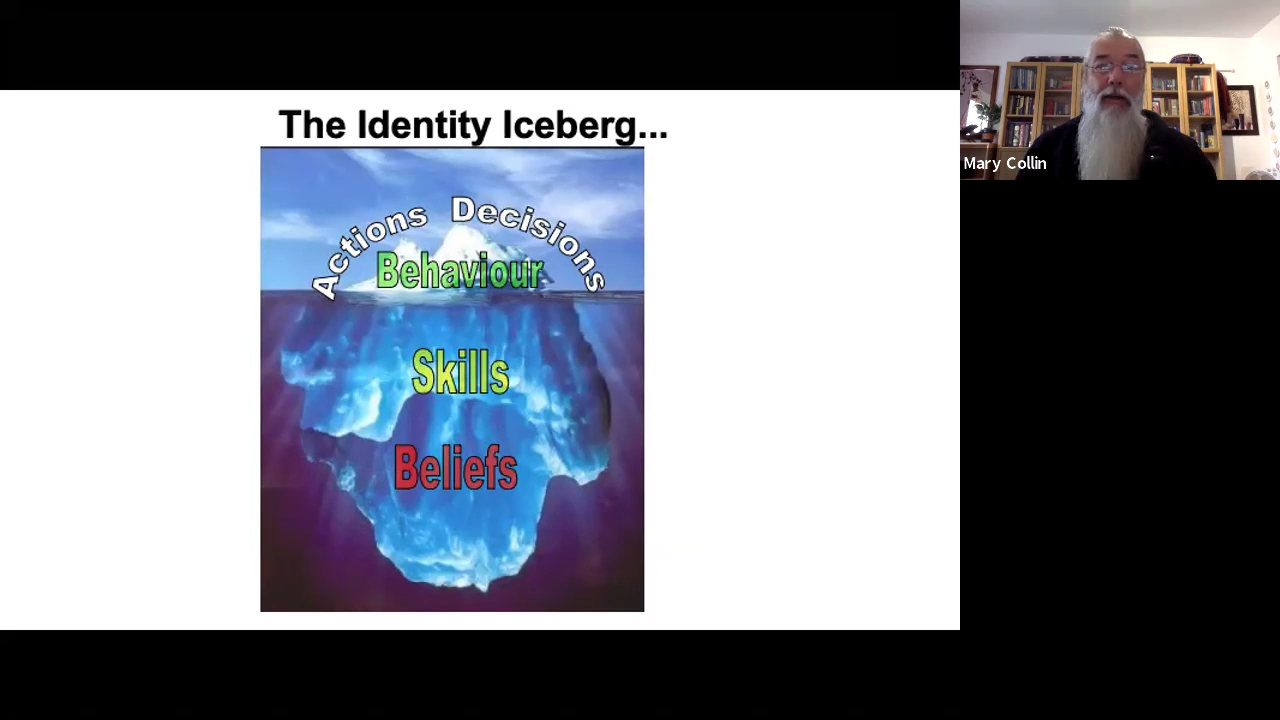 The Identity Iceberg...
Actions Decisions
Behaviour
Skills
Beliefs
Mary Collin